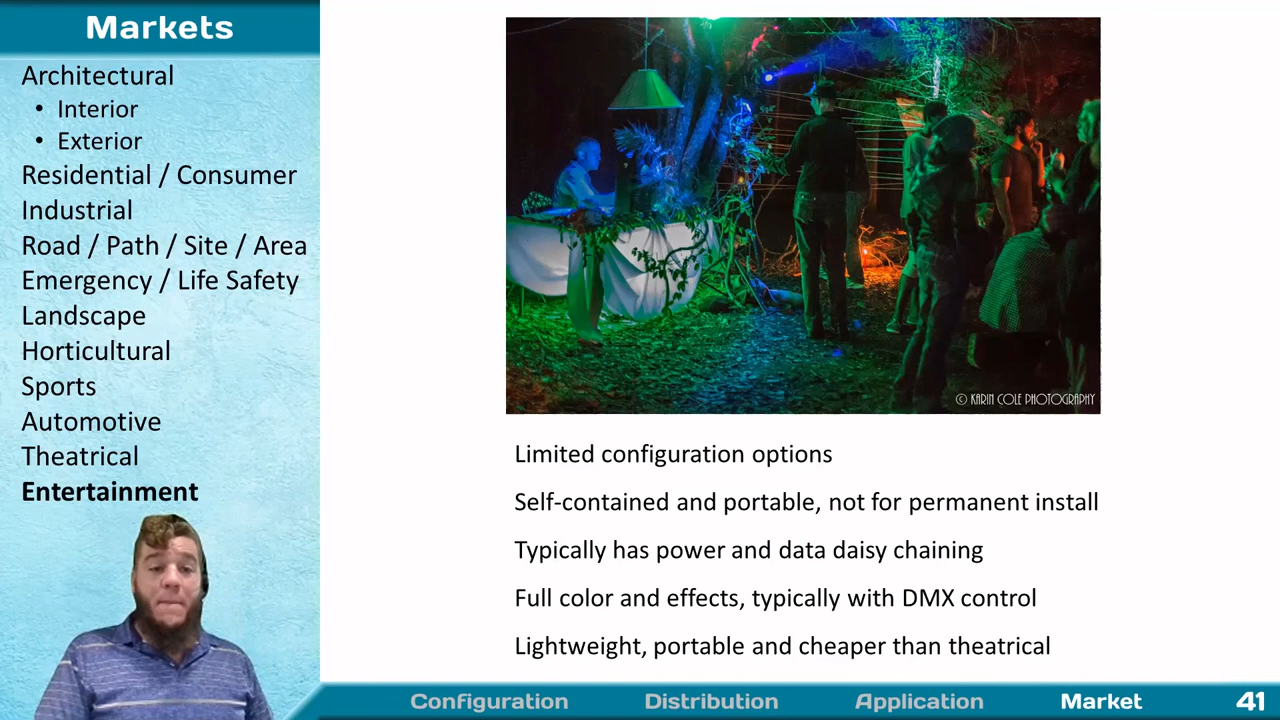 Markets
Architectural
• Interior
• Exterior
Residential / Consumer
Industrial
Road / Path / Site / Area
Emergency / Life Safety
Landscape
Horticultural
Sports
Automotive
Theatrical
Entertainment
© KARIN COLE PHOTOGRAPHY
Limited configuration options
Self-contained and portable, not for permanent install
Typically has power and data daisy chaining
Full color and effects, typically with DMX control
Lightweight, portable and cheaper than theatrical
Configuration Distribution Application Market 41